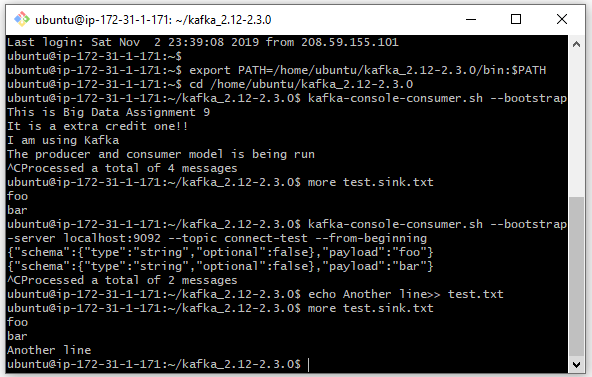 ubuntu@ip-172-31-1-171: ~/kafka_2.12-2.3.0
Last login: Sat Nov  2 23:39:08 2019 from 208.59.155.101
ubuntu@ip-172-31-1-171:~$
ubuntu@ip-172-31-1-171:~$ export PATH=/home/ubuntu/kafka_2.12-2.3.0/bin:$PATH
ubuntu@ip-172-31-1-171:~$ cd /home/ubuntu/kafka_2.12-2.3.0
ubuntu@ip-172-31-1-171:~/kafka_2.12-2.3.0$ kafka-console-consumer.sh --bootstrap
This is Big Data Assignment 9
It is a extra credit one!!
I am using Kafka
The producer and consumer model is being run
^CProcessed a total of 4 messages
ubuntu@ip-172-31-1-171:~/kafka_2.12-2.3.0$ more test.sink.txt
foo
bar
ubuntu@ip-172-31-1-171:~/kafka_2.12-2.3.0$ kafka-console-consumer.sh --bootstrap
-server localhost:9092 --topic connect-test --from-beginning
{"schema":{"type":"string","optional":false},"payload":"foo"}
{"schema":{"type":"string","optional":false},"payload":"bar"}
^CProcessed a total of 2 messages
ubuntu@ip-172-31-1-171:~/kafka_2.12-2.3.0$ echo Another line>> test.txt
ubuntu@ip-172-31-1-171:~/kafka_2.12-2.3.0$ more test.sink.txt
foo
bar
Another line
ubuntu@ip-172-31-1-171:~/kafka_2.12-2.3.0$